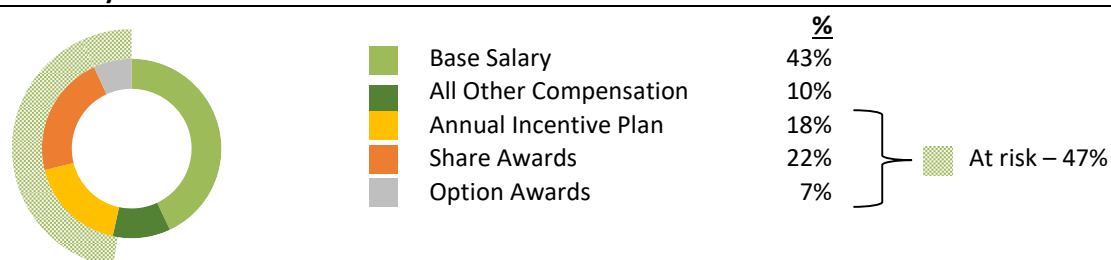 %
Base Salary 43%
All Other Compensation 10%
Annual Incentive Plan 18%
Share Awards 22% At risk – 47%
Option Awards 7%